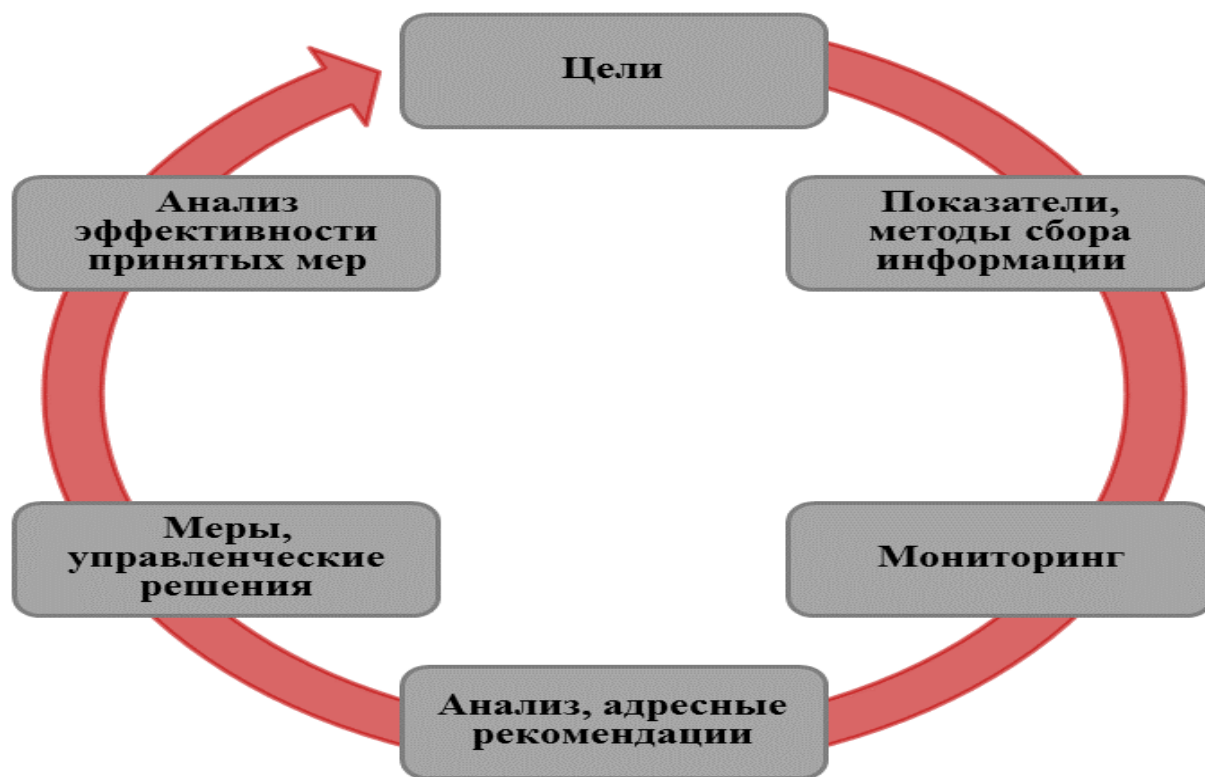 Цели
Показатели,
методы сбора
информации
Мониторинг
Анализ, адресные
рекомендации
Меры,
управленческие
решения
Анализ
эффективности
принятых мер